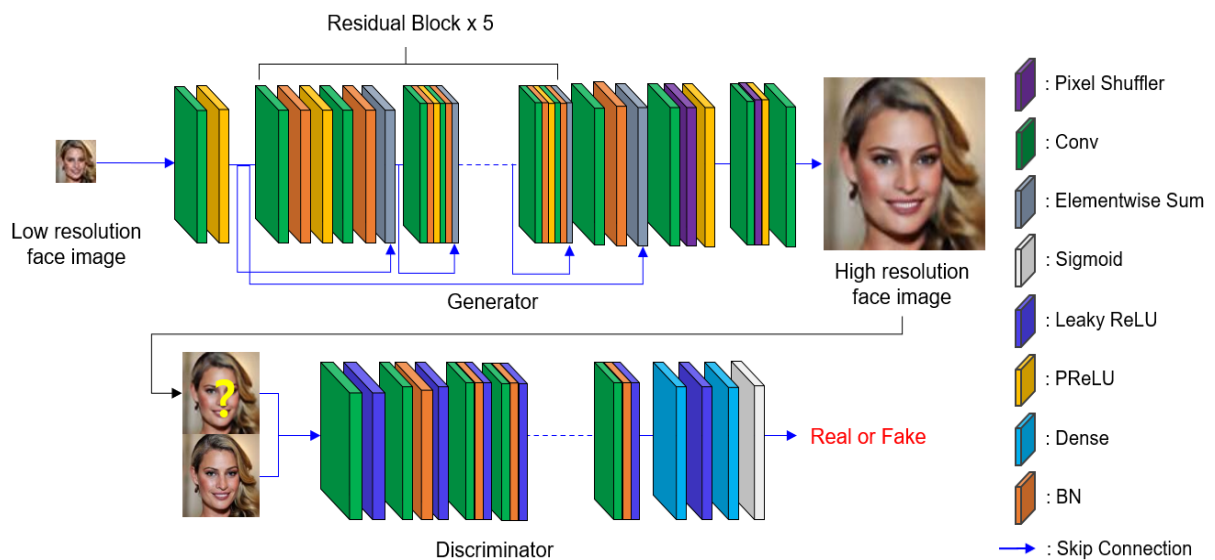 Residual Block x 5
Low resolution
face image
Generator
High resolution
face image
?
Real or Fake
Discriminator
: Pixel Shuffler
: Conv
: Elementwise Sum
: Sigmoid
: Leaky ReLU
: PReLU
: Dense
: BN
: Skip Connection